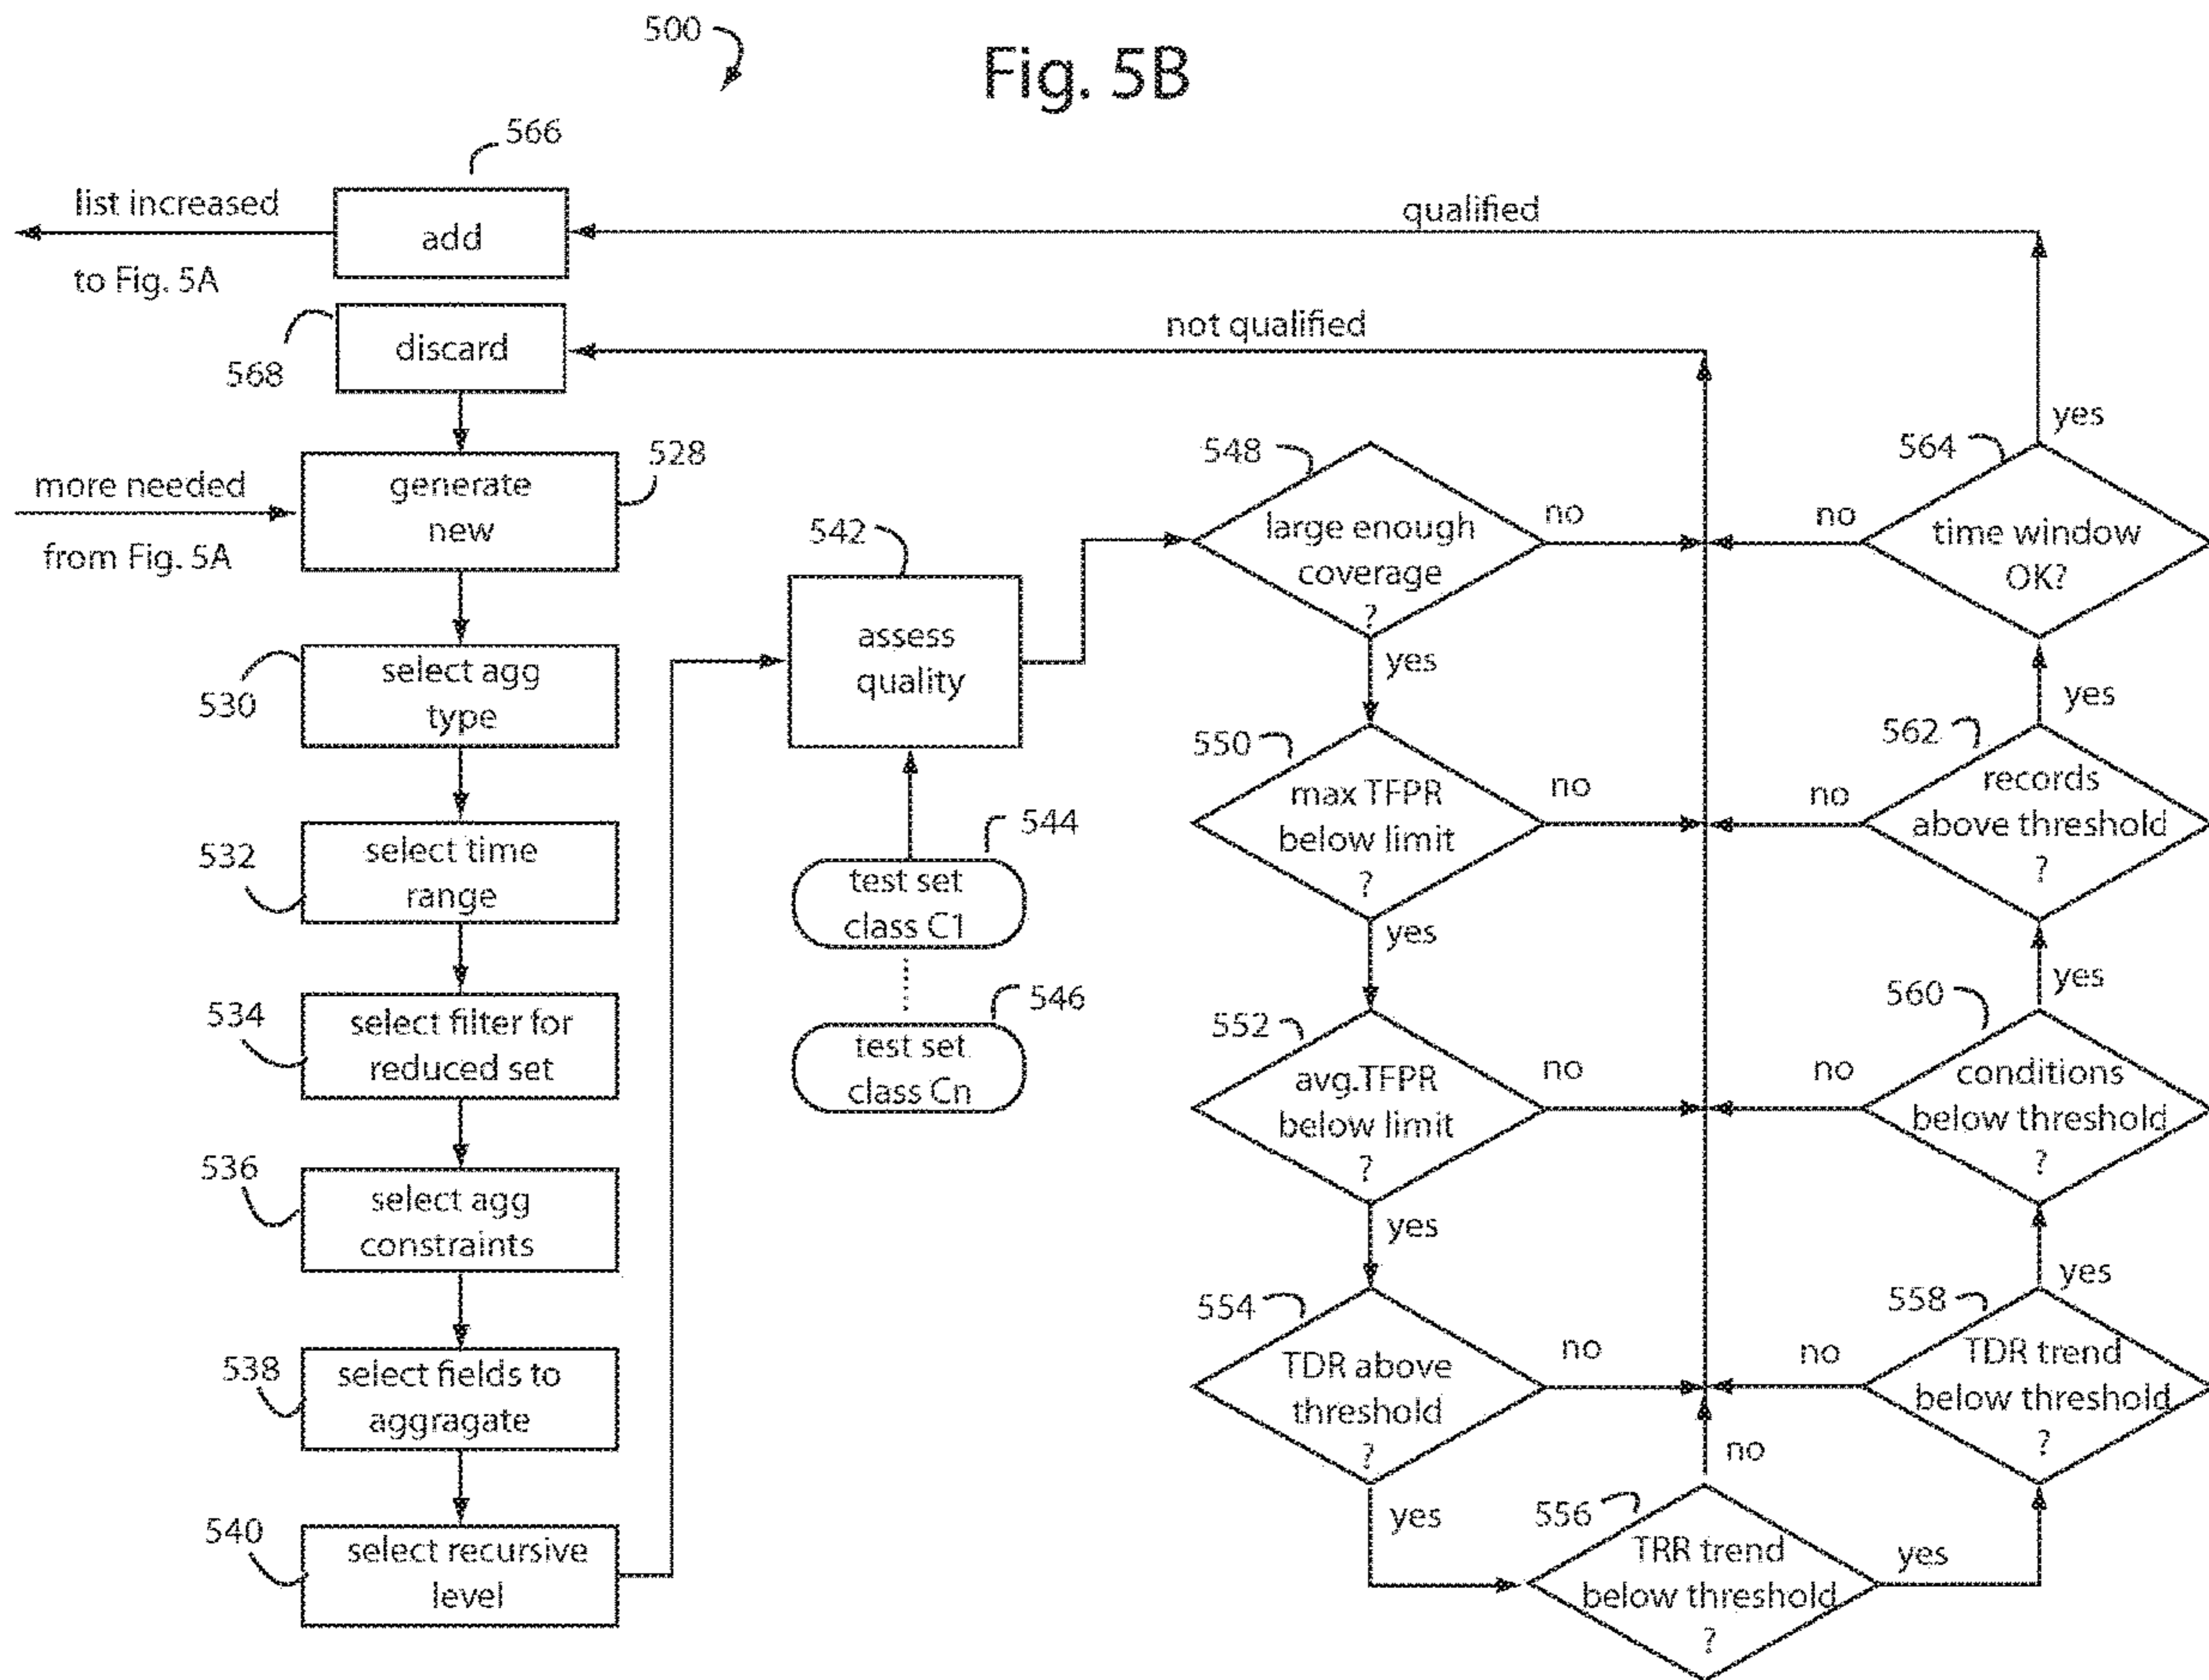 500
Fig. 5B
566
list increased
add
qualified
to Fig. 5A
568
discard
not qualified
more needed
from Fig. 5A
generate
new
528
530
select agg
type
532
select time
range
534
select filter for
reduced set
536
select agg
constraints
538
select fields to
aggragate
540
select recursive
level
542
assess
quality
544
test set
class C1
546
test set
class Cn
548
large enough
coverage
?
no
yes
550
max TFPR
below limit
?
no
yes
552
avg.TFPR
below limit
?
no
yes
554
TDR above
threshold
?
no
yes
556
TRR trend
below threshold
?
no
yes
558
TDR trend
below threshold
?
no
yes
560
conditions
below threshold
?
no
yes
562
records
above threshold
?
no
yes
564
time window
OK?
no
yes